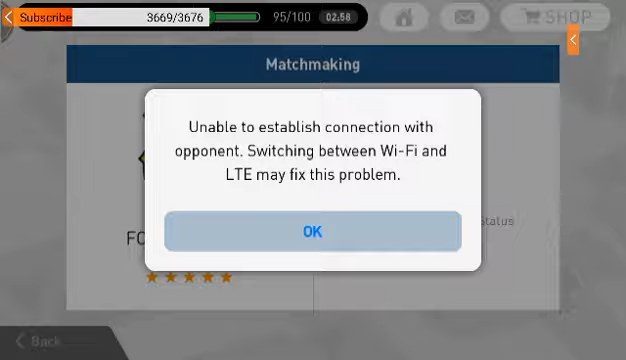 Subscribe
3669/3676
95/100
02,58
SHOP
Matchmaking
Unable to establish connection with
opponent. Switching between Wi-Fi and
LTE may fix this problem.
OK
Back